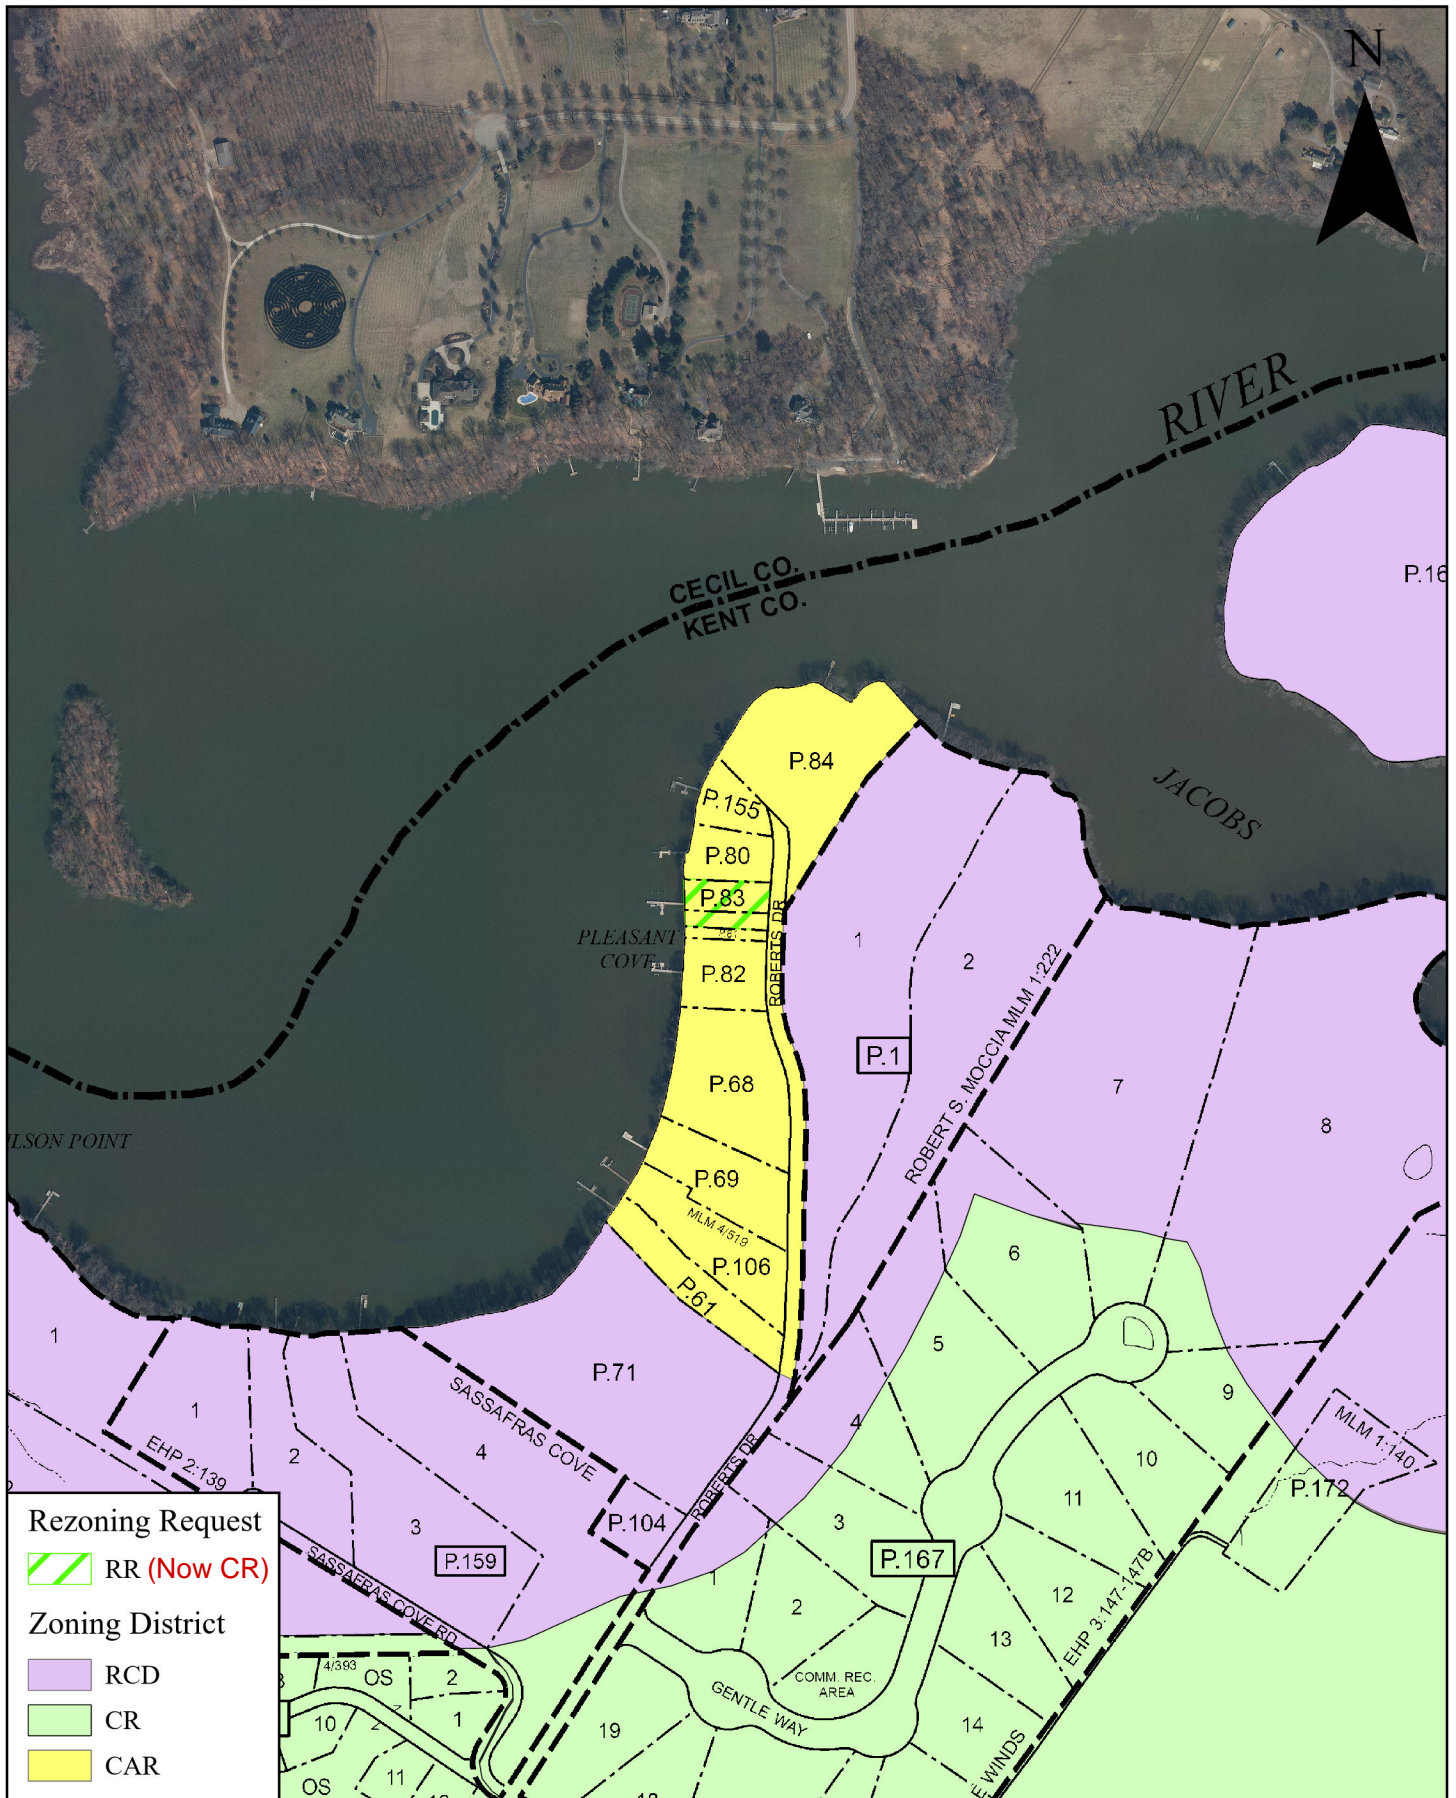 N
RIVER
CECIL CO.
KENT CO.
P.16
P.84
JACOBS
P.155
P.80
P.83
P.81
ROBERTS DR
PLEASANT
COVE
P.82
1
2
ROBERT S. MOCCIA MLM 1:222
P.1
P.68
7
8
ILSON POINT
P.69
MLM 4/519
P.106
P.61
6
5
P.71
1
1
2
4
SASSAFRAS COVE
EHP 2:139
ROBERTS DR
4
9
MLM 1:140
10
P.172
11
3
P.104
3
P.159
P.167
SASSAFRAS COVE RD
1
2
12
EHP 3:147-147B
13
COMM. REC.
AREA
GENTLE WAY
14
19
E WINDS
4/393
OS
2
1
10
2
11
OS
Rezoning Request
RR (Now CR)
Zoning District
RCD
CR
CAR